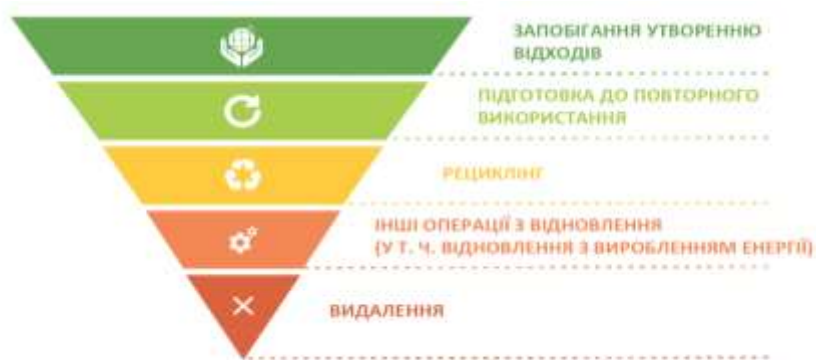 ЗАПОБІГАННЯ УТВОРЕННЮ
ВІДХОДІВ
ПІДГОТОВКА ДО ПОВТОРНОГО
ВИКОРИСТАННЯ
РЕЦИКЛІНГ
ІНШІ ОПЕРАЦІЇ З ВІДНОВЛЕННЯ
(У Т. Ч. ВІДНОВЛЕННЯ З ВИРОБЛЕННЯМ ЕНЕРГІЇ)
ВИДАЛЕННЯ